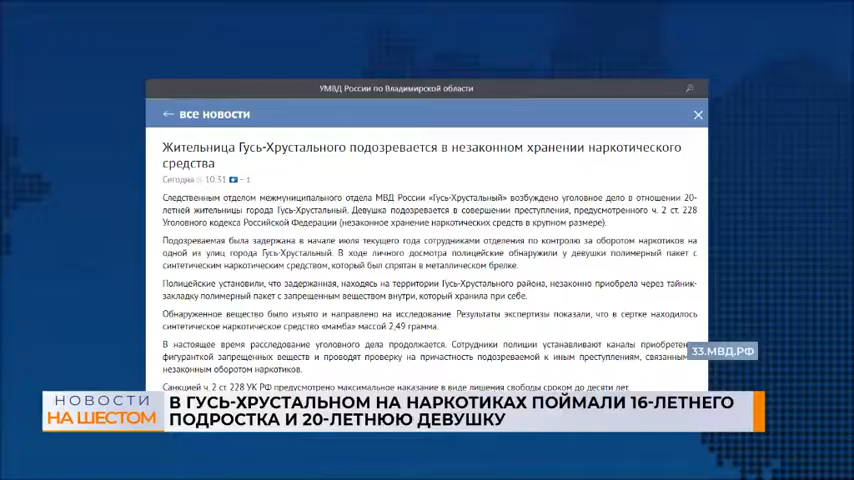 УМВД России по Владимирской области
← все новости
Жительница Гусь-Хрустального подозревается в незаконном хранении наркотического
средства
Сегодня 10:31 – 1
Следственным отделом межмуниципального отдела МВД России «Гусь-Хрустальный» возбуждено уголовное дело в отношении 20-
летней жительницы города Гусь-Хрустальный. Девушка подозревается в совершении преступления, предусмотренного ч. 2 ст. 228
Уголовного кодекса Российской Федерации (незаконное хранение наркотических средств в крупном размере).
Подозреваемая была задержана в начале июля текущего года сотрудниками отделения по контролю за оборотом наркотиков на
одной из улиц города Гусь-Хрустальный. В ходе личного досмотра полицейские обнаружили у девушки полимерный пакет с
синтетическим наркотическим средством, который был спрятан в металлическом брелке.
Полицейские установили, что задержанная, находясь на территории Гусь-Хрустального района, незаконно приобрела через тайник-
закладку полимерный пакет с запрещенным веществом внутри, который хранила при себе.
Обнаруженное вещество было изъято и направлено на исследование. Результаты экспертизы показали, что в свертке находилось
синтетическое наркотическое средство «мамба» массой 2,49 грамма.
В настоящее время расследование уголовного дела продолжается. Сотрудники полиции устанавливают каналы приобретен
фигуранткой запрещенных веществ и проводят проверку на причастность подозреваемой к иным преступлениям, связанным
незаконным оборотом наркотиков.
33.МВД.РФ
Санкцией ч. 2 ст. 228 УК РФ предусмотрено максимальное наказание в виде лишения свободы сроком до десяти лет.
НОВОСТИ
НА ШЕСТОМ
В ГУСЬ-ХРУСТАЛЬНОМ НА НАРКОТИКАХ ПОЙМАЛИ 16-ЛЕТНЕГО
ПОДРОСТКА И 20-ЛЕТНЮЮ ДЕВУШКУ